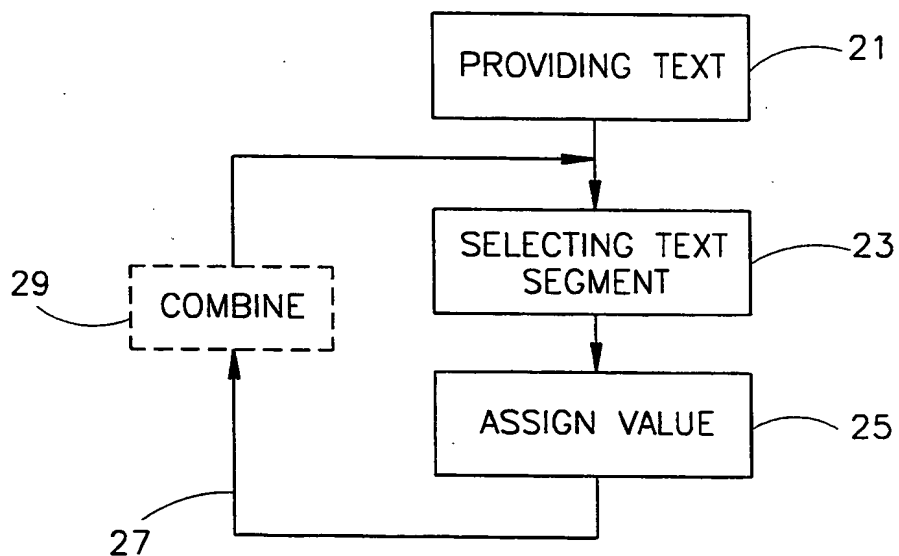 PROVIDING TEXT
21
SELECTING TEXT
SEGMENT
23
29
COMBINE
ASSIGN VALUE
25
27